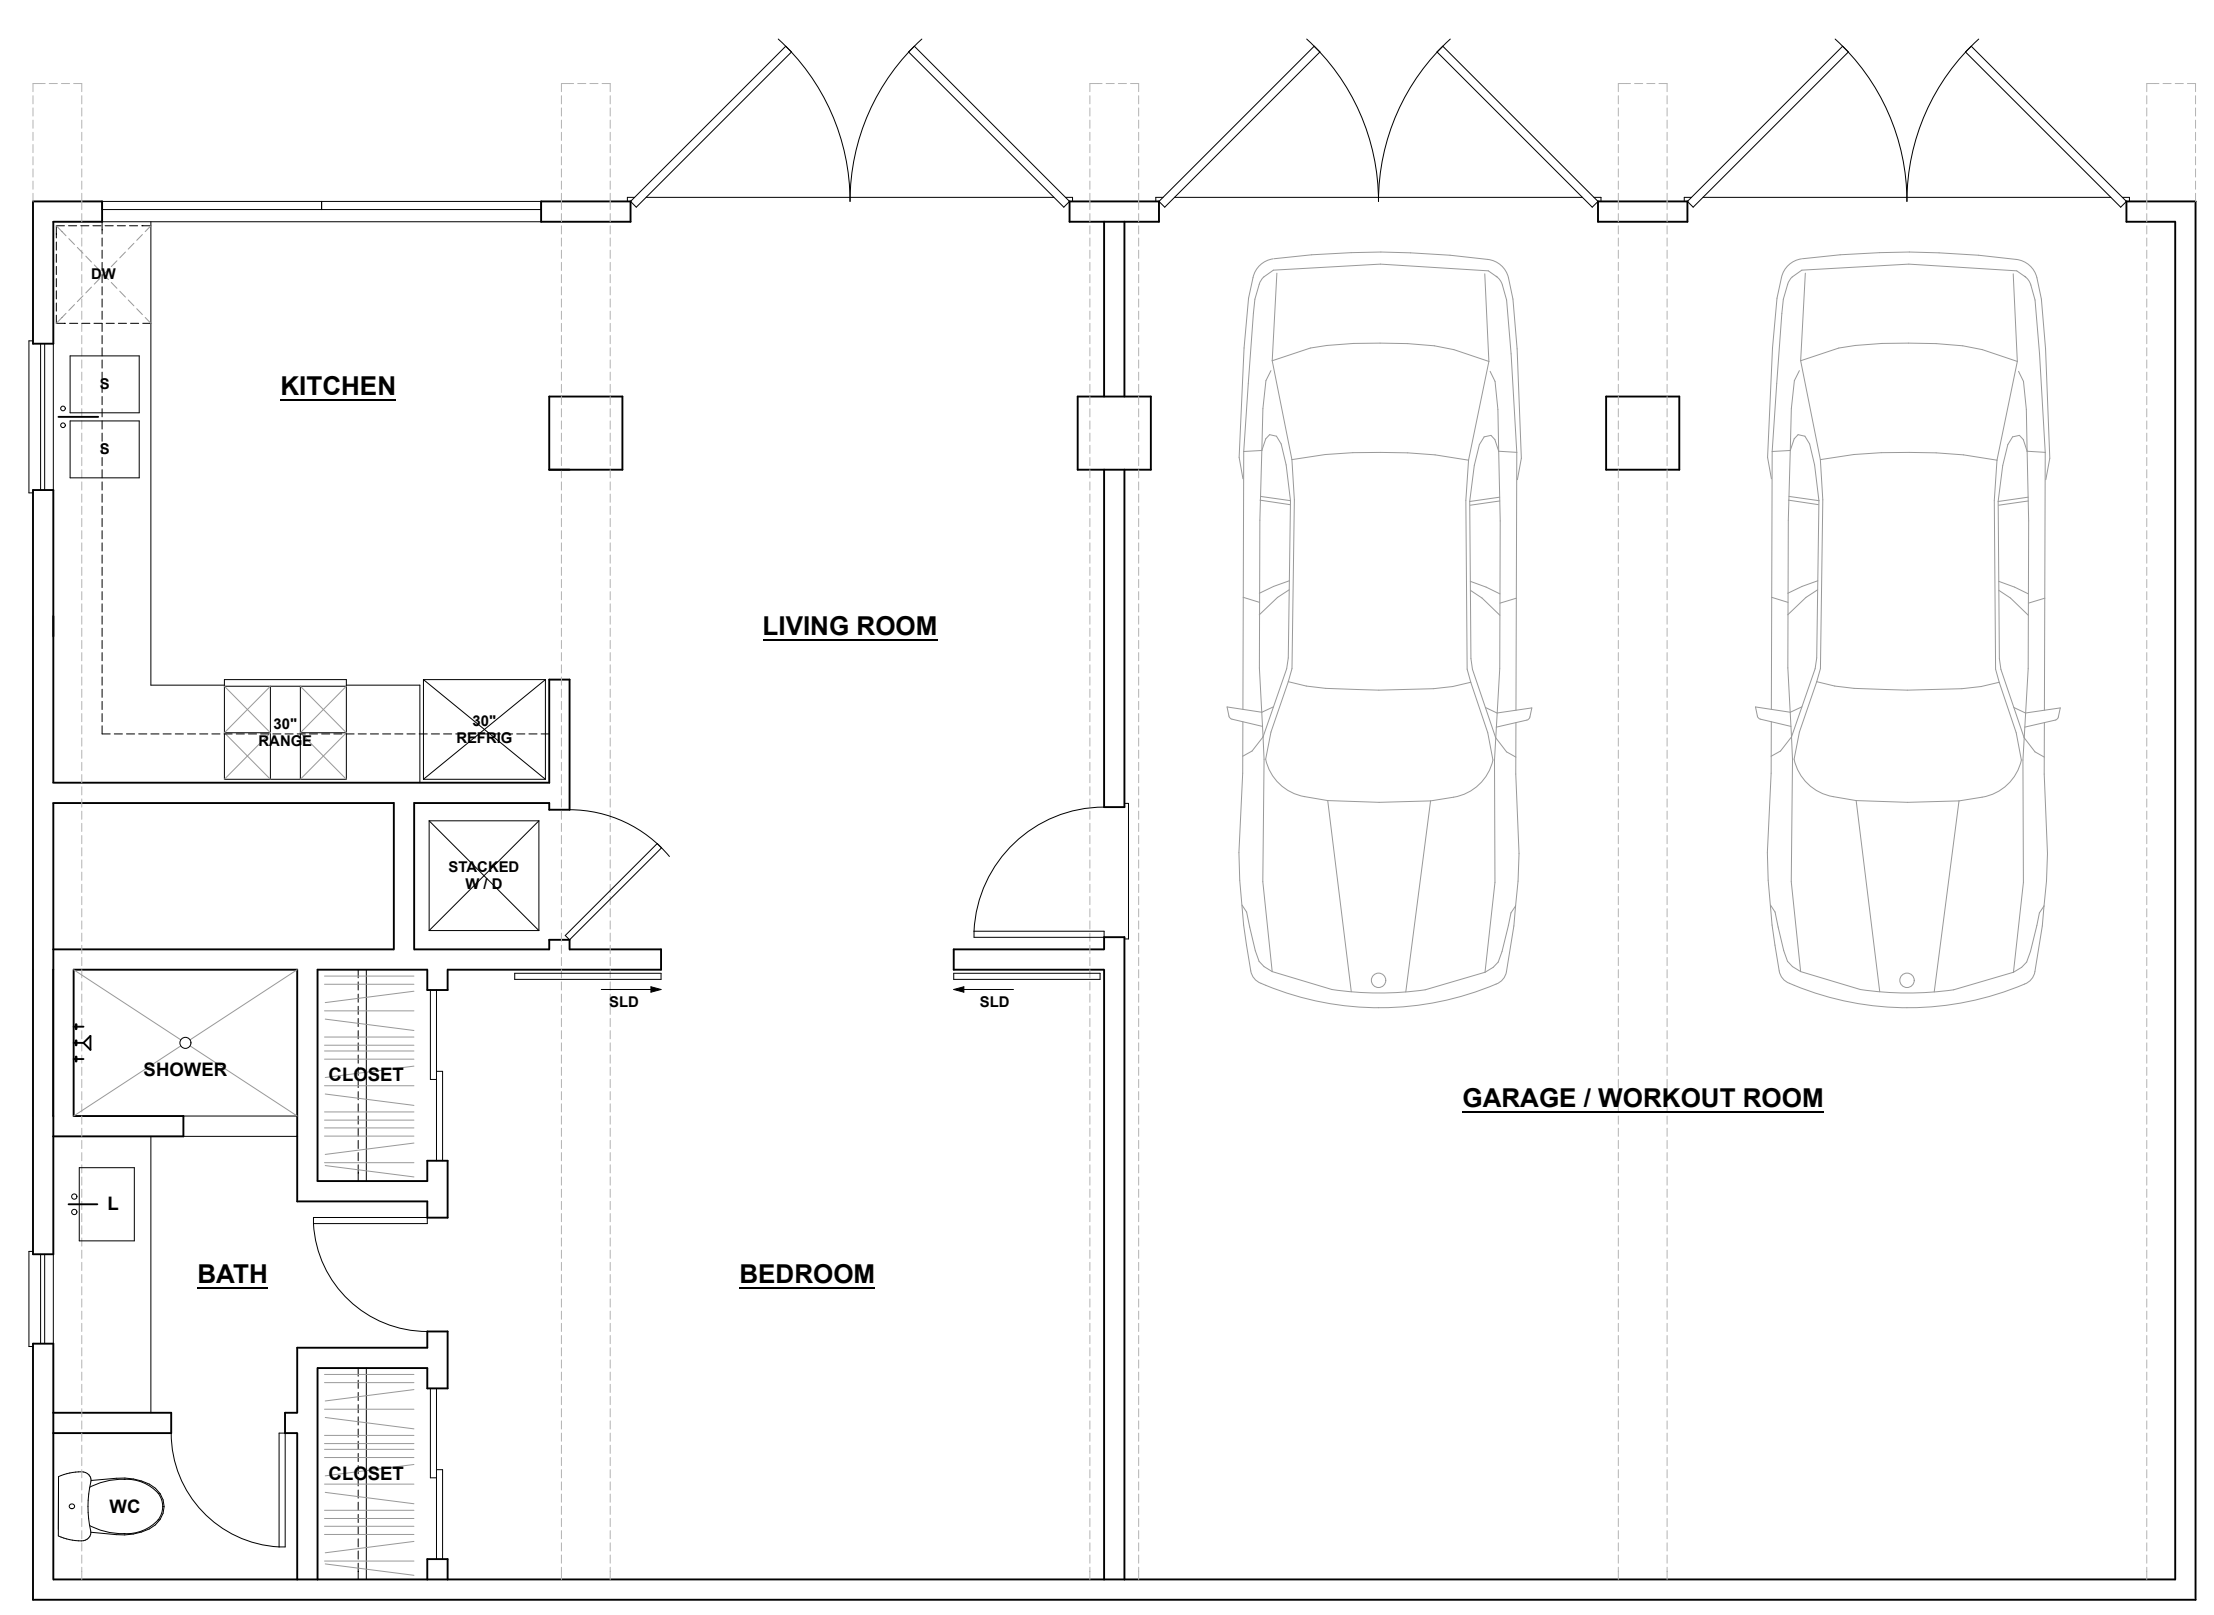 DW
S
S
KITCHEN
LIVING ROOM
30"
RANGE
30"
REFRIG
STACKED
W / D
SLD
SLD
SHOWER
CLOSET
GARAGE / WORKOUT ROOM
L
BATH
BEDROOM
CLOSET
WC